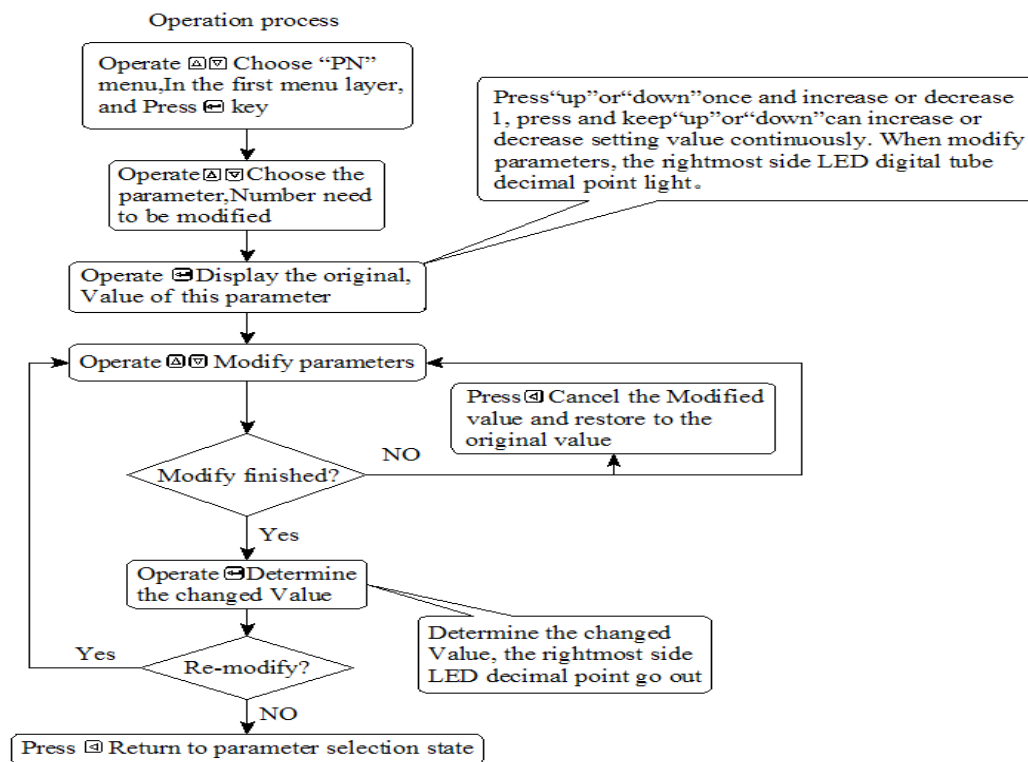 Operation process
Operate Choose “PN”
menu,In the first menu layer,
and Press key
Press“up”or“down”once and increase or decrease
1, press and keep“up”or“down”can increase or
decrease setting value continuously. When modify
parameters, the rightmost side LED digital tube
decimal point light。
Operate Choose the
parameter,Number need
to be modified
Operate Display the original,
Value of this parameter
Operate Modify parameters
Press Cancel the Modified
value and restore to the
original value
NO
Modify finished?
Yes
Operate Determine
the changed Value
Determine the changed
Value, the rightmost side
LED decimal point go out
Yes
Re-modify?
NO
Press Return to parameter selection state